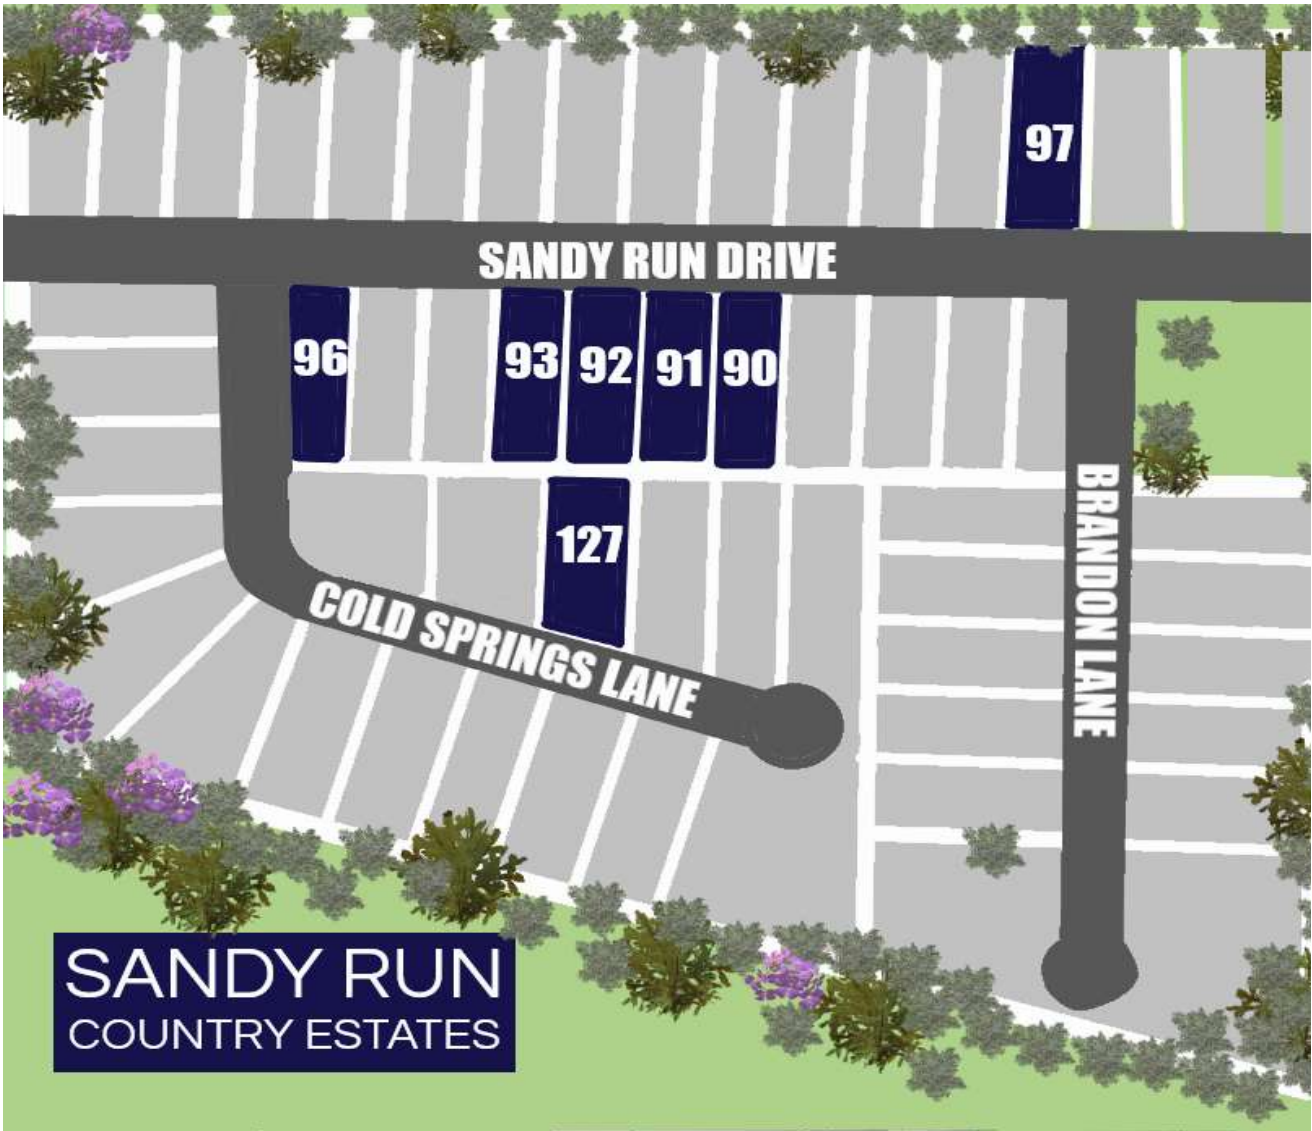 97
SANDY RUN DRIVE
96
93
92
91
90
127
COLD SPRINGS LANE
BRANDON LANE
SANDY RUN
COUNTRY ESTATES